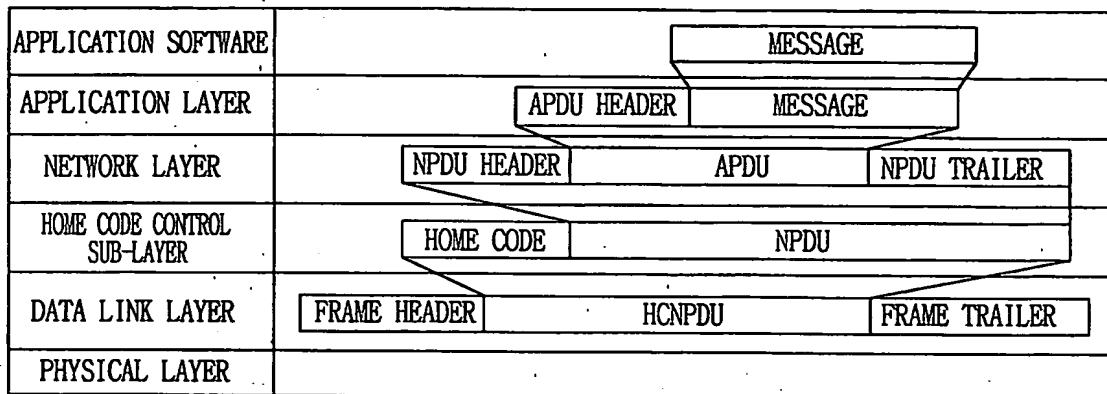 APPLICATION SOFTWARE
MESSAGE
APPLICATION LAYER
APDU HEADER
MESSAGE
NETWORK LAYER
NPDU HEADER
APDU
NPDU TRAILER
HOME CODE CONTROL
SUB-LAYER
HOME CODE
NPDU
DATA LINK LAYER
FRAME HEADER
HCNPDU
FRAME TRAILER
PHYSICAL LAYER